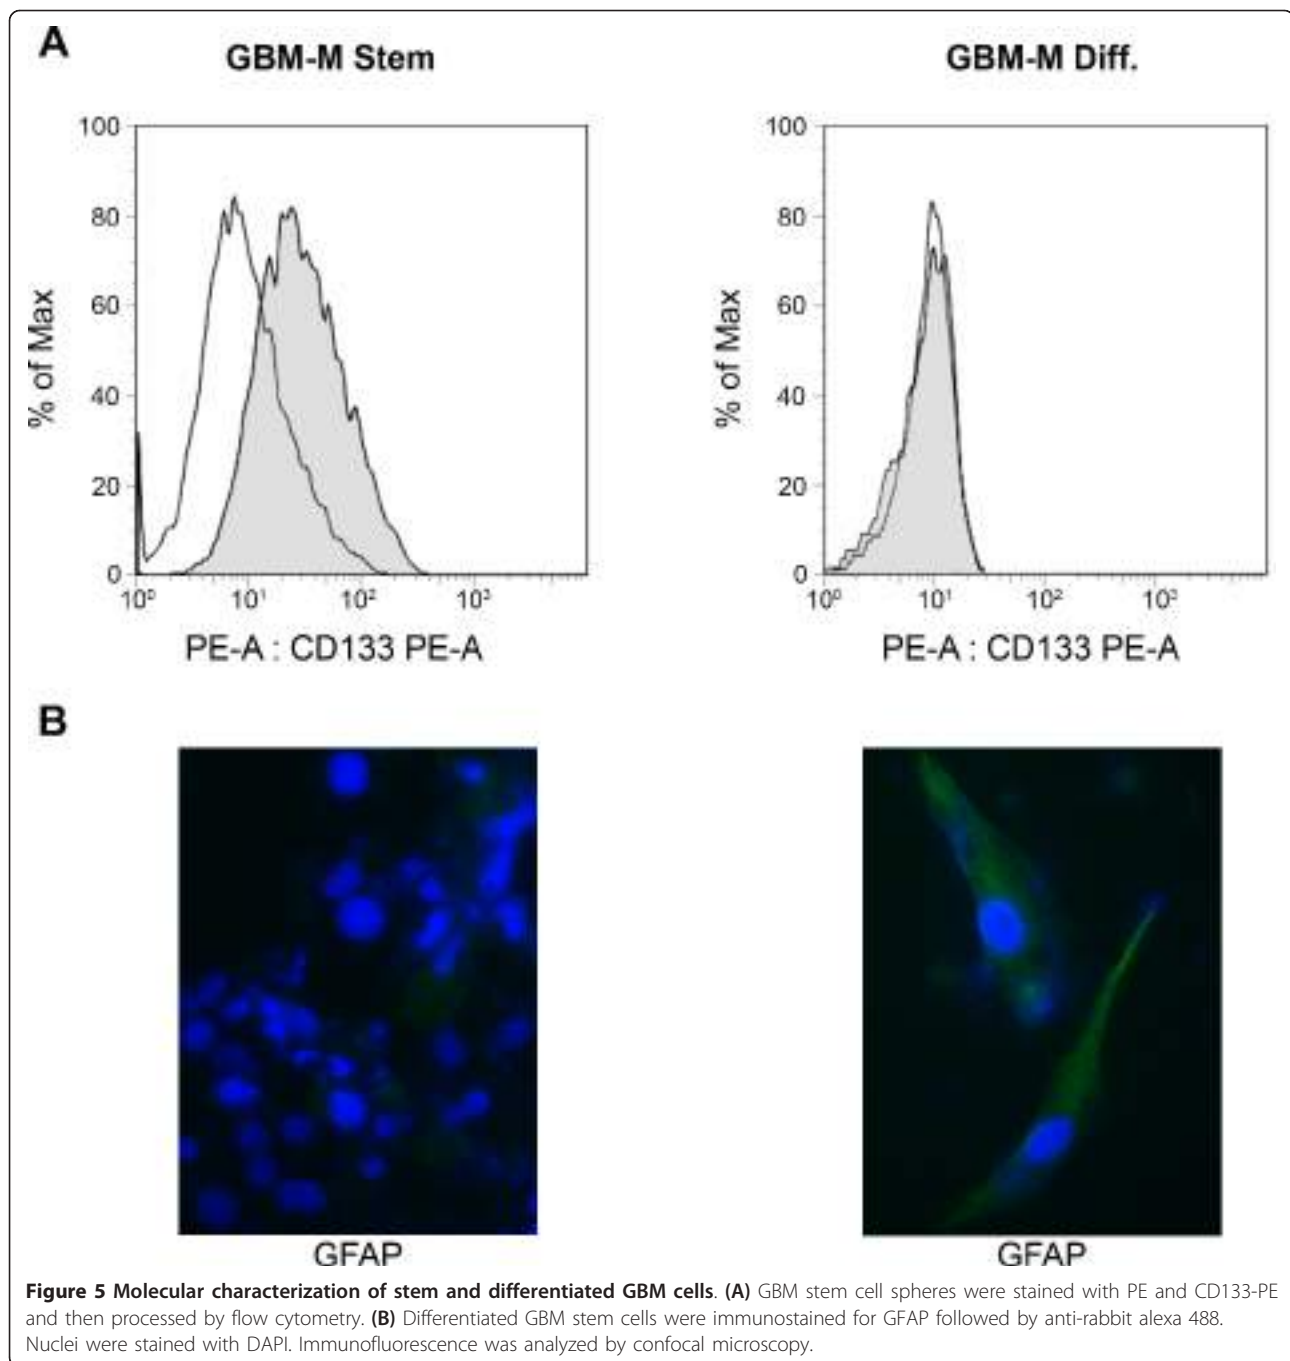 A
GBM-M Stem
GBM-M Diff.
100
80
60
40
20
0
% of Max
10⁰ 10¹ 10² 10³
PE-A : CD133 PE-A
100
80
60
40
20
0
% of Max
10⁰ 10¹ 10² 10³
PE-A : CD133 PE-A
B
GFAP
GFAP
Figure 5 Molecular characterization of stem and differentiated GBM cells. (A) GBM stem cell spheres were stained with PE and CD133-PE
and then processed by flow cytometry. (B) Differentiated GBM stem cells were immunostained for GFAP followed by anti-rabbit alexa 488.
Nuclei were stained with DAPI. Immunofluorescence was analyzed by confocal microscopy.